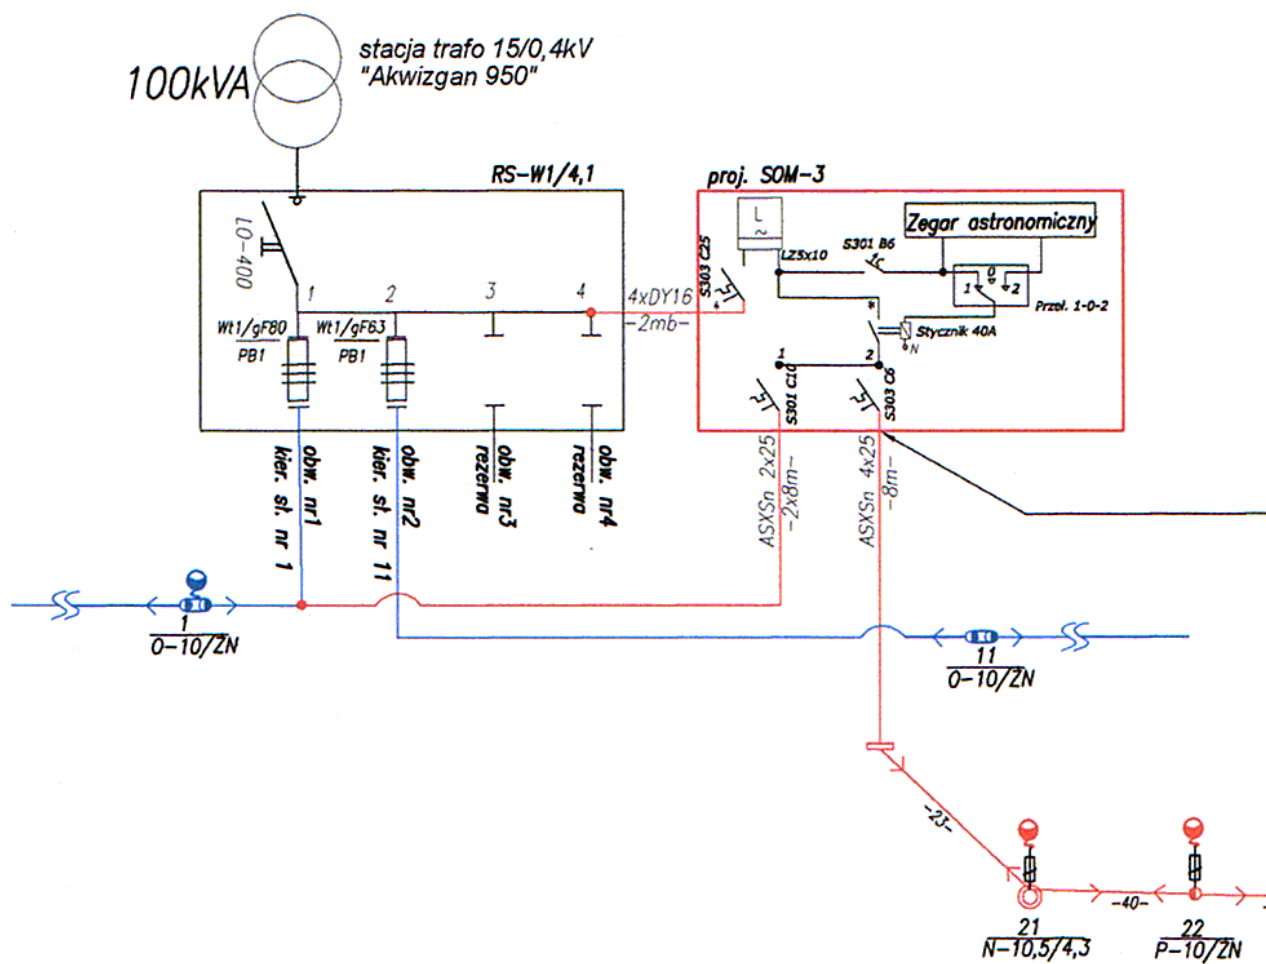 100kVA
stacja trafo 15/0,4kV
"Akwizgan 950"
RS-W1/4,1
LO-400
1
2
3
4
Wt1/gF80
PB1
Wt1/gF63
PB1
obw. nr1
kier. st. nr 1
obw. nr2
kier. st. nr 11
obw. nr3
rezerwa
obw. nr4
rezerwa
4xDY16
-2mb-
proj. SOM-3
L
~
LZ5x10
S303 C25
4
S301 B6
Zegar astronomiczny
1
0
2
Przeł. 1-0-2
*
Stycznik 40A
N
1
2
S301 C10
S303 C6
ASXSn 2x25
-2x8m-
ASXSn 4x25
-8m-
1
O-10/ŻN
11
O-10/ŻN
-23-
-40-
21
N-10,5/4,3
22
P-10/ŻN